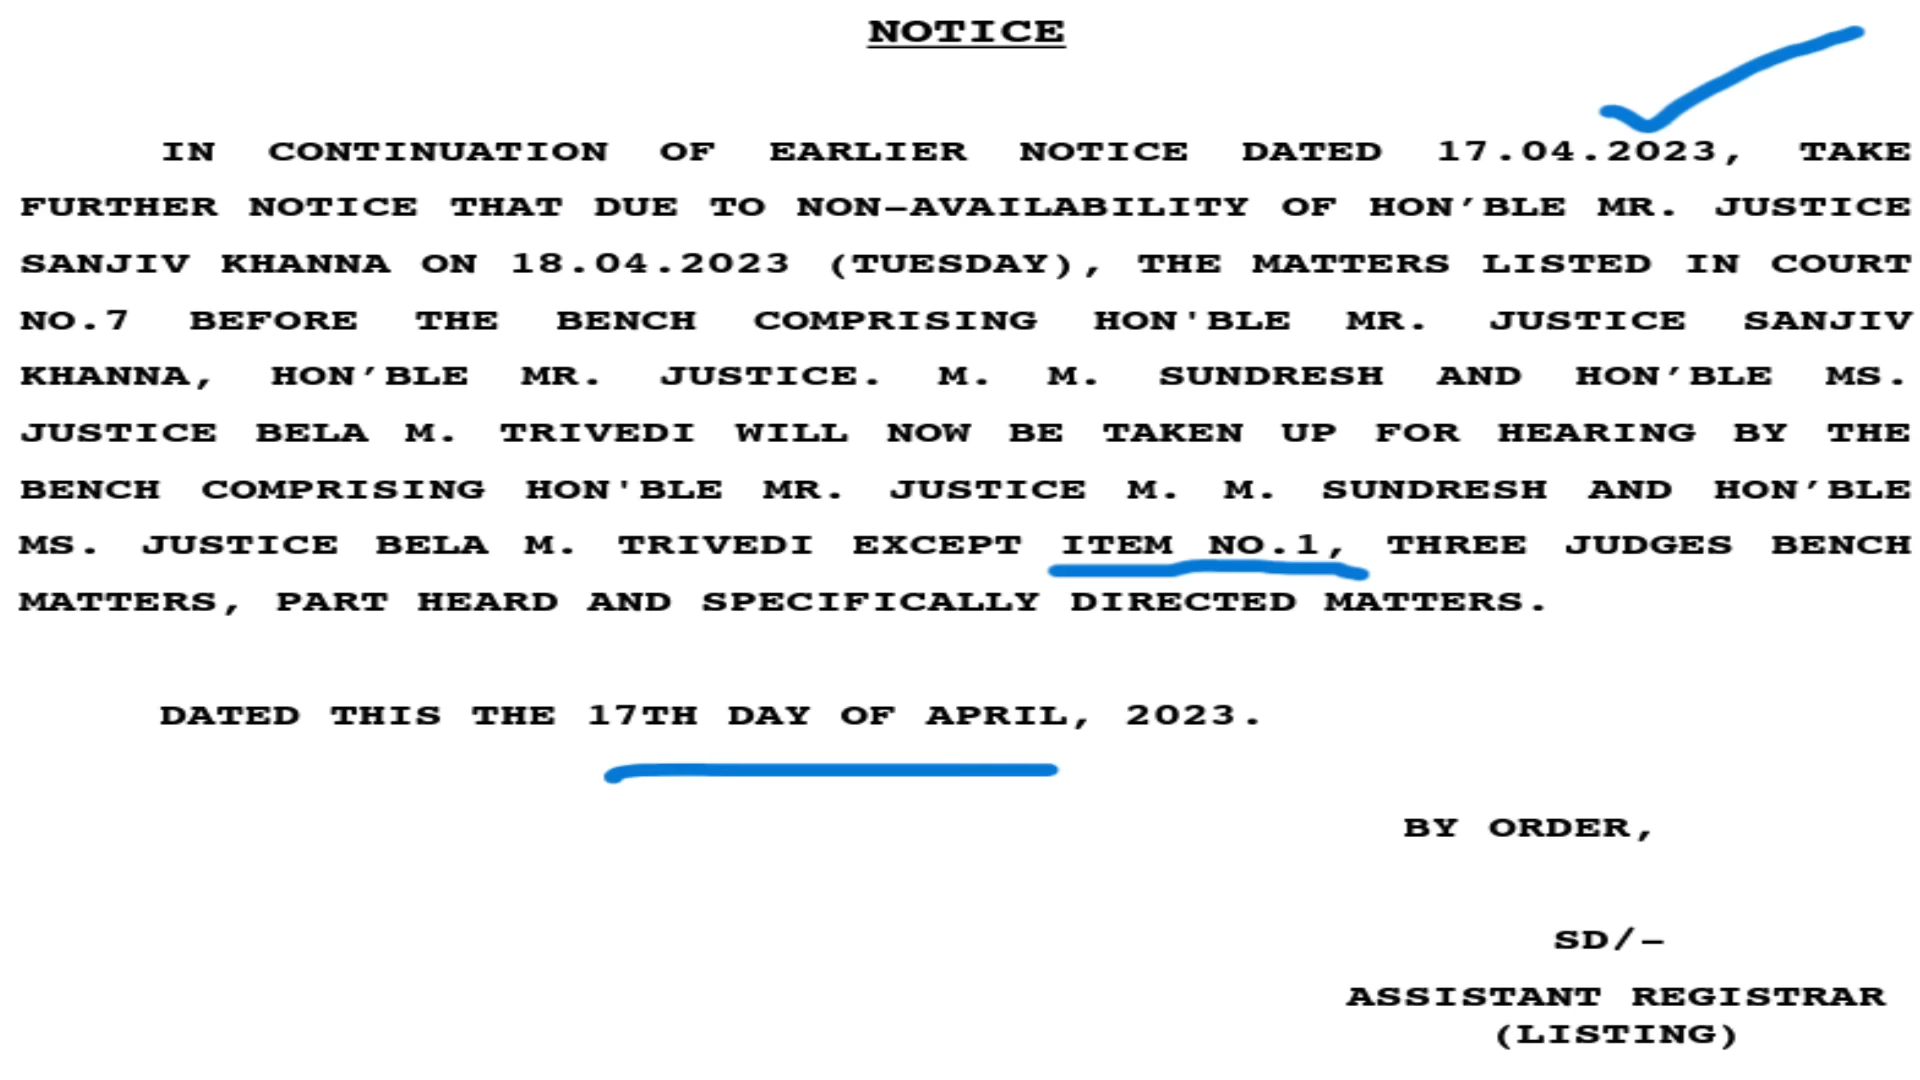 NOTICE
IN CONTINUATION OF EARLIER NOTICE DATED 17.04.2023, TAKE
FURTHER NOTICE THAT DUE TO NON-AVAILABILITY OF HON’BLE MR. JUSTICE
SANJIV KHANNA ON 18.04.2023 (TUESDAY), THE MATTERS LISTED IN COURT
NO.7 BEFORE THE BENCH COMPRISING HON'BLE MR. JUSTICE SANJIV
KHANNA, HON’BLE MR. JUSTICE. M. M. SUNDRESH AND HON’BLE MS.
JUSTICE BELA M. TRIVEDI WILL NOW BE TAKEN UP FOR HEARING BY THE
BENCH COMPRISING HON'BLE MR. JUSTICE M. M. SUNDRESH AND HON’BLE
MS. JUSTICE BELA M. TRIVEDI EXCEPT ITEM NO.1, THREE JUDGES BENCH
MATTERS, PART HEARD AND SPECIFICALLY DIRECTED MATTERS.
DATED THIS THE 17TH DAY OF APRIL, 2023.
BY ORDER,
SD/-
ASSISTANT REGISTRAR
(LISTING)